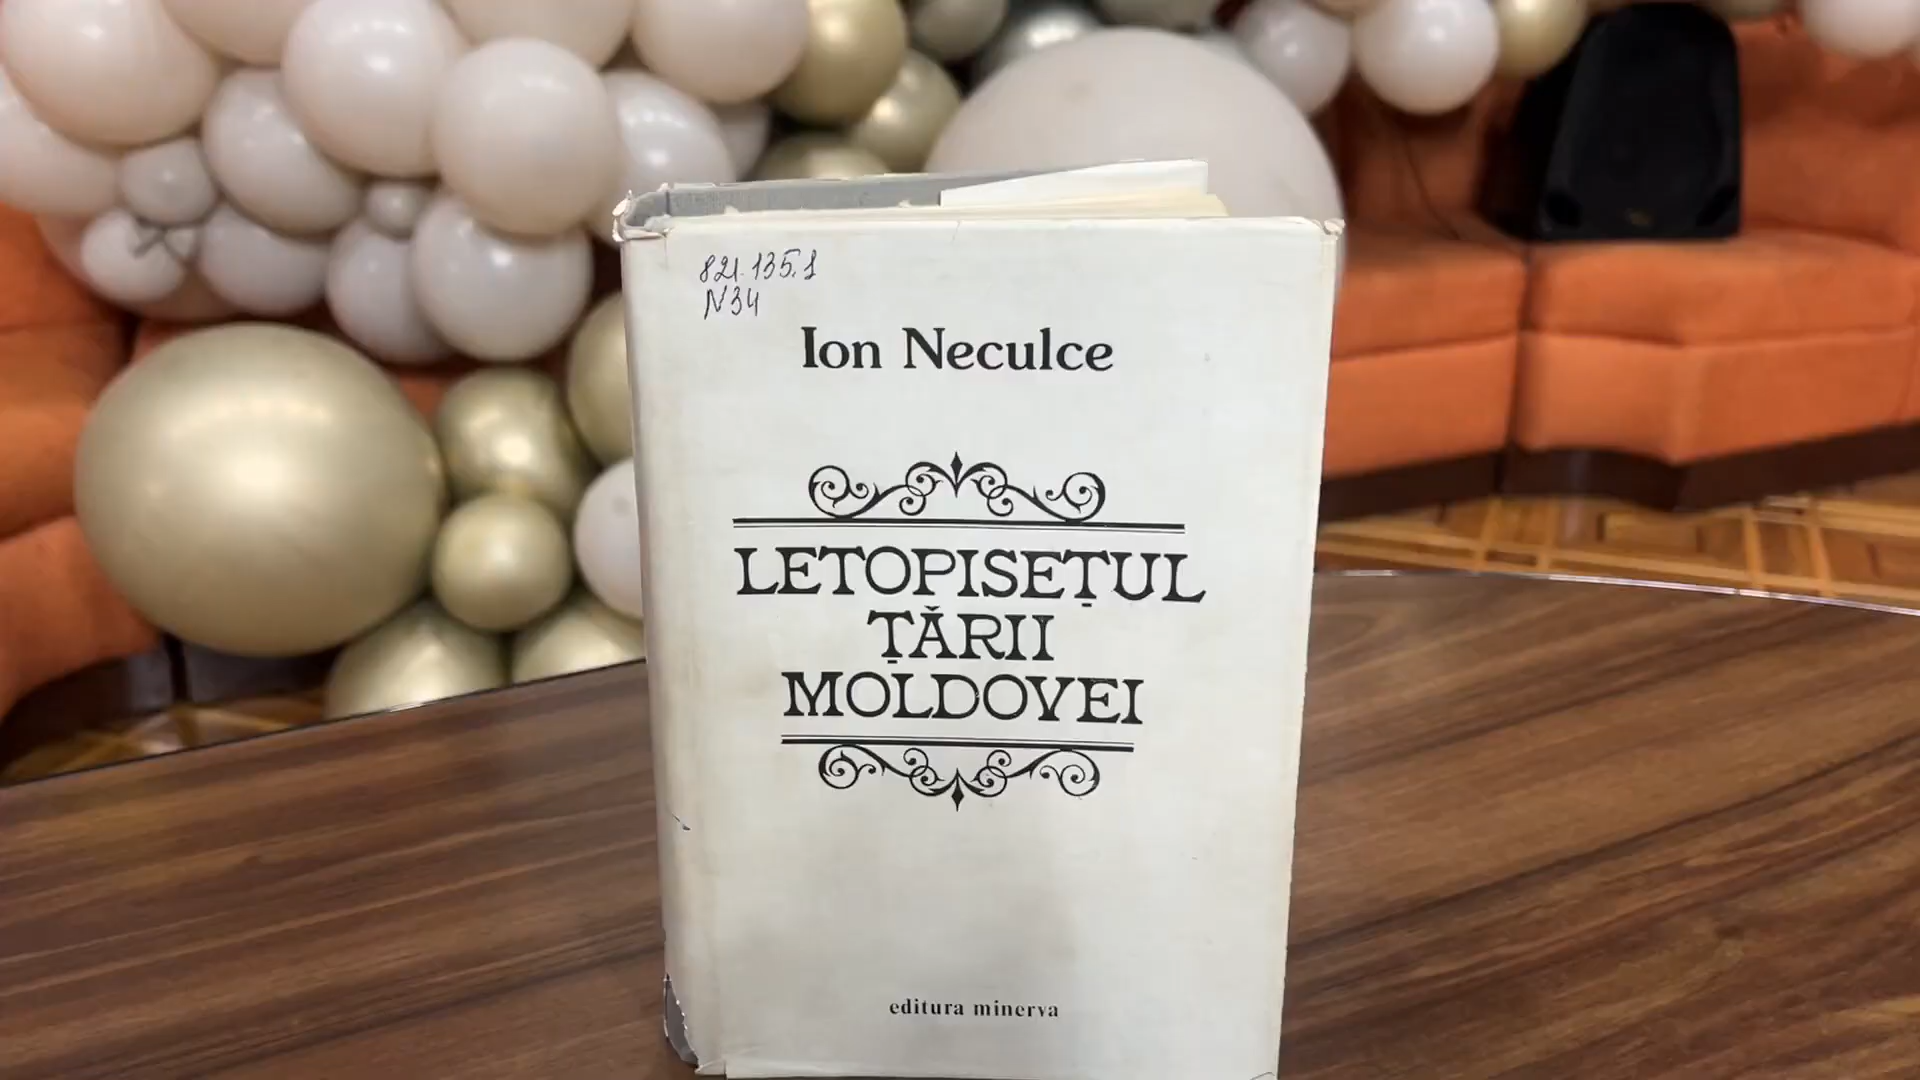 821.135.1
N34
Ion Neculce
LETOPISEȚUL
ȚĂRII
MOLDOVEI
editura minerva